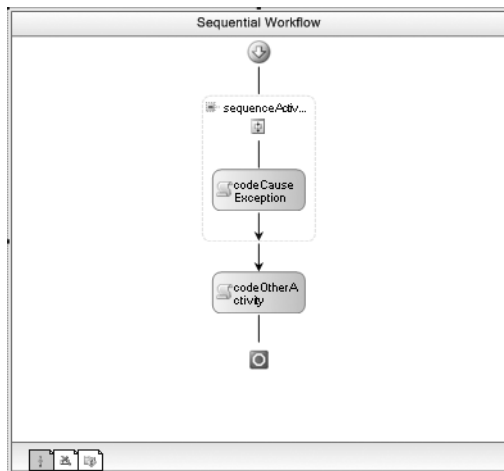 Sequential Workflow
sequenceActiv...
codeCause
Exception
codeOtherA
ctivity